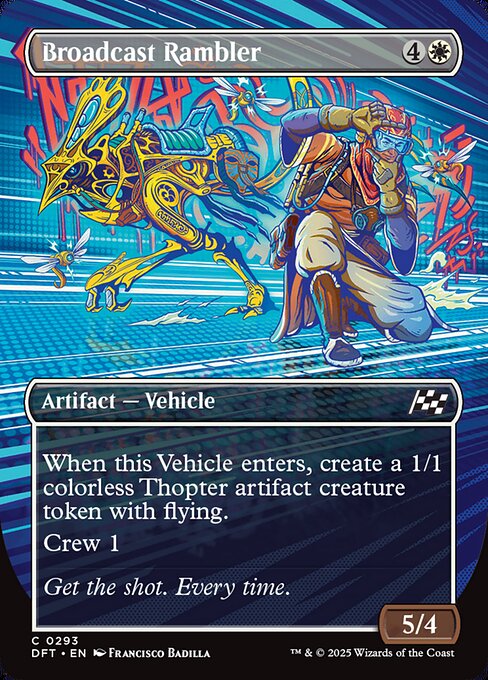 Broadcast Rambler 4
Artifact — Vehicle
When this Vehicle enters, create a 1/1
colorless Thopter artifact creature
token with flying.
Crew 1
Get the shot. Every time.
5/4
C 0293
DFT • EN Francisco Badilla
™ & © 2025 Wizards of the Coast